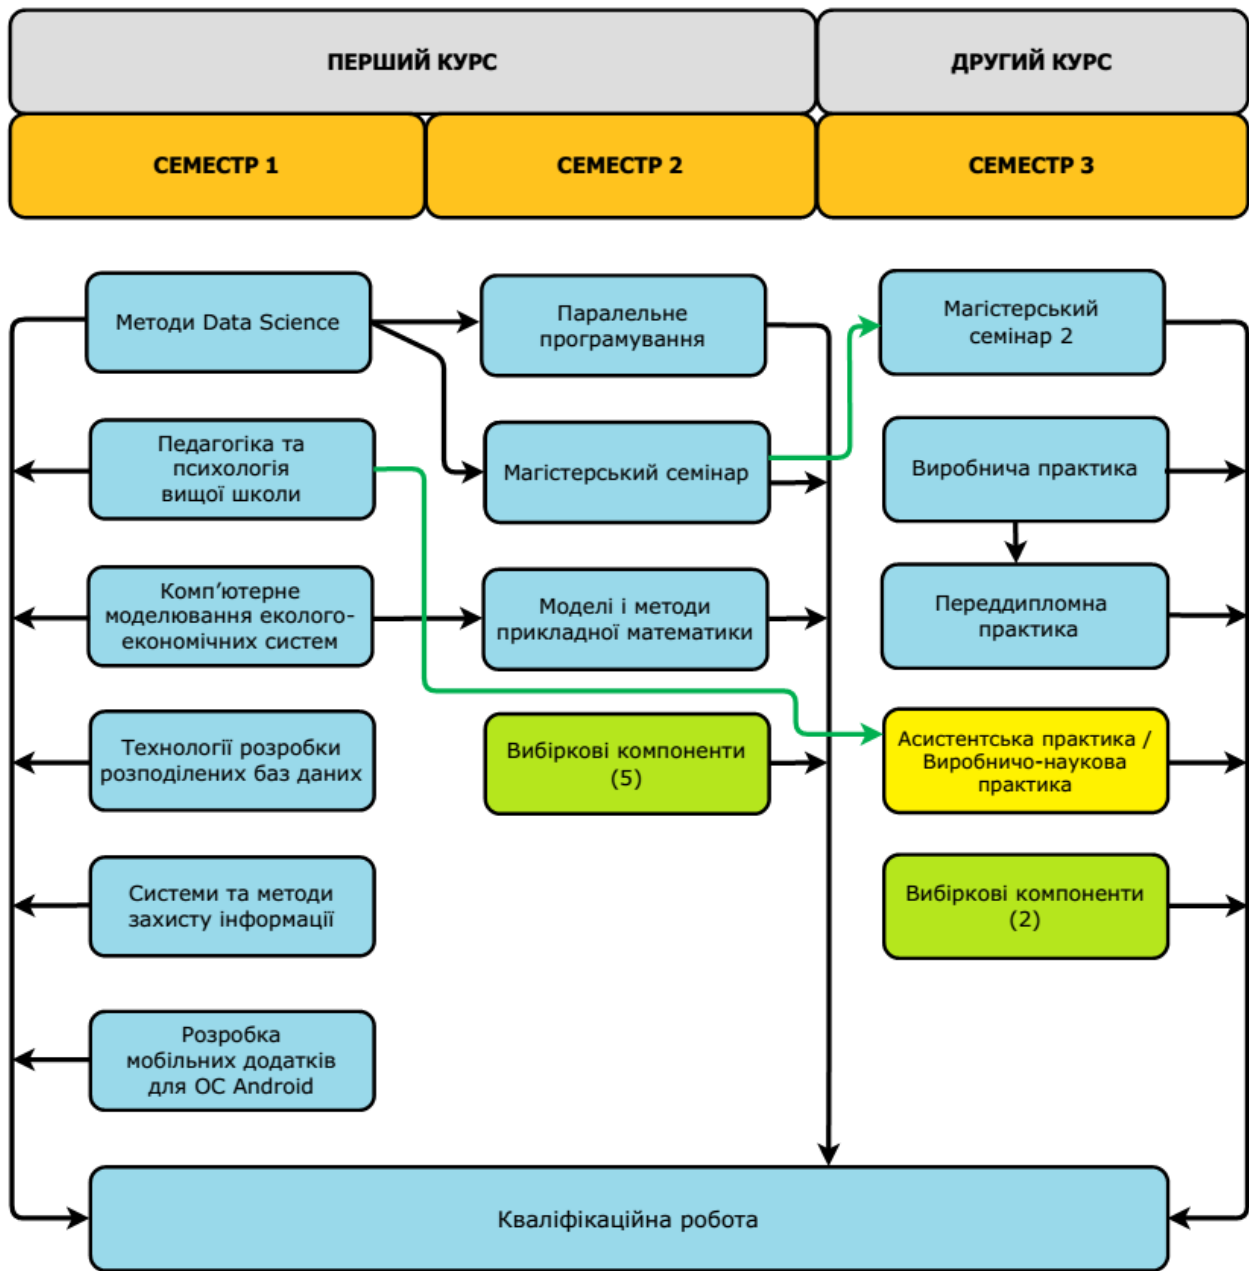 ПЕРШИЙ КУРС
ДРУГИЙ КУРС
СЕМЕСТР 1
СЕМЕСТР 2
СЕМЕСТР 3
Методи Data Science
Паралельне
програмування
Магістерський
семінар 2
Педагогіка та
психологія
вищої школи
Магістерський семінар
Виробнича практика
Комп’ютерне
моделювання еколого-
економічних систем
Моделі і методи
прикладної математики
Переддипломна
практика
Технології розробки
розподілених баз даних
Вибіркові компоненти
(5)
Асистентська практика /
Виробничо-наукова
практика
Системи та методи
захисту інформації
Вибіркові компоненти
(2)
Розробка
мобільних додатків
для ОС Android
Кваліфікаційна робота